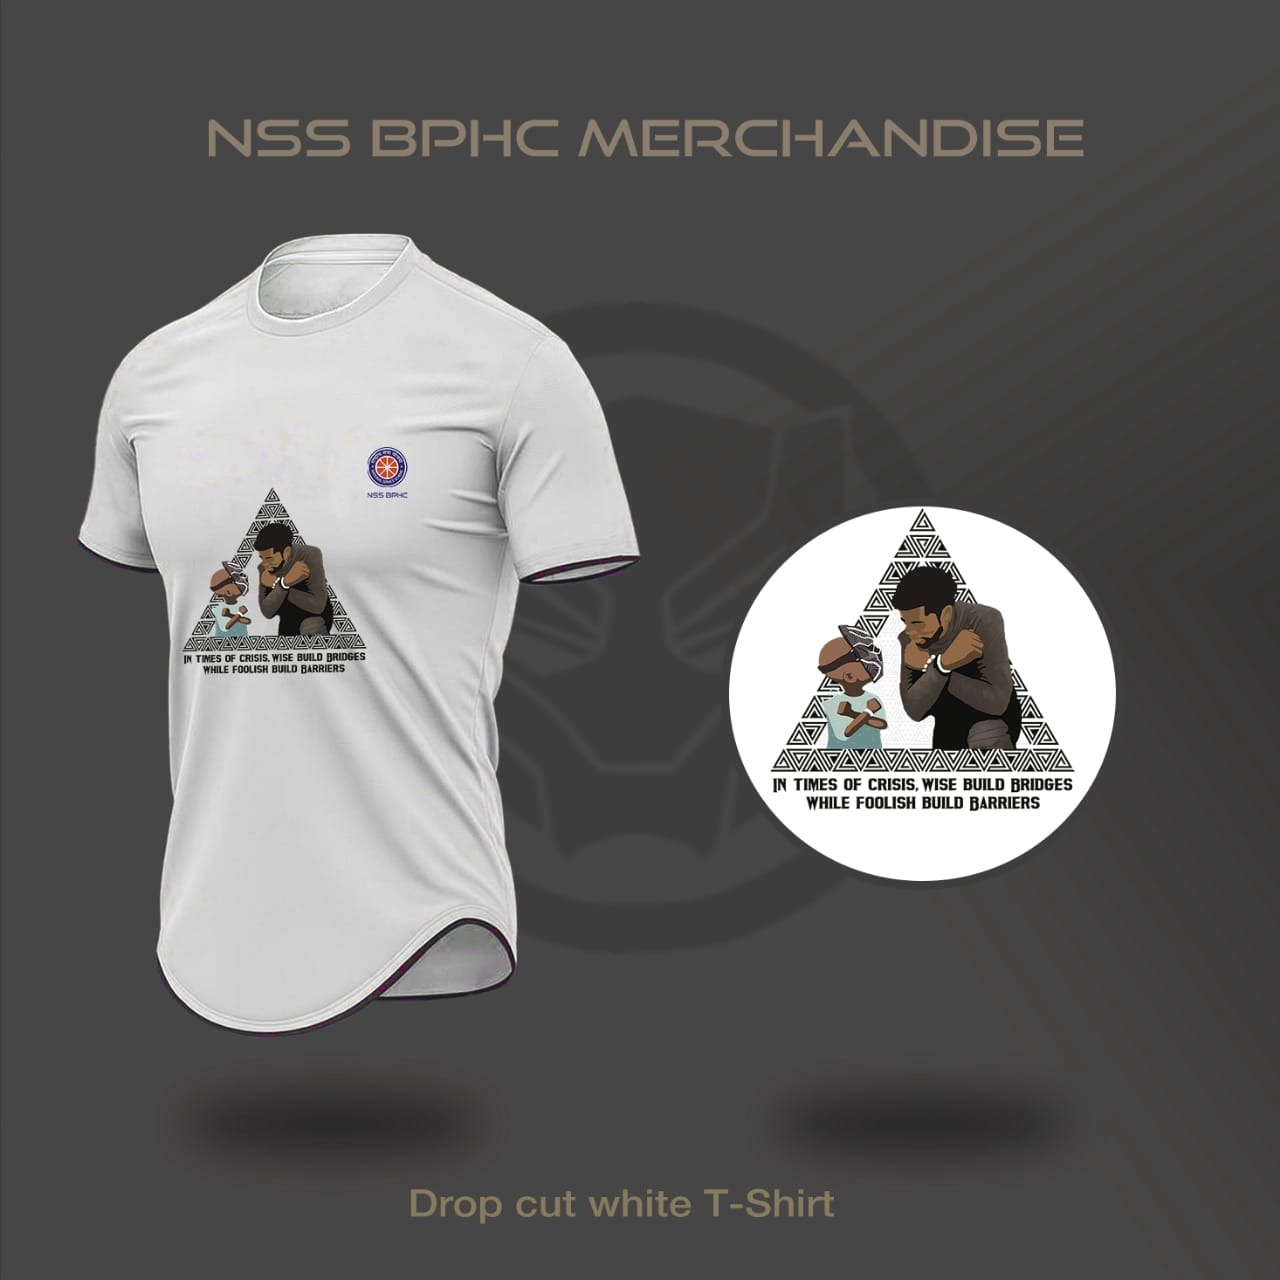 NSS BPHC MERCHANDISE
NSS BPHC
IN TIMES OF CRISIS, WISE BUILD BRIDGES
WHILE FOOLISH BUILD BARRIERS
IN TIMES OF CRISIS, WISE BUILD BRIDGES
WHILE FOOLISH BUILD BARRIERS
Drop cut white T-Shirt